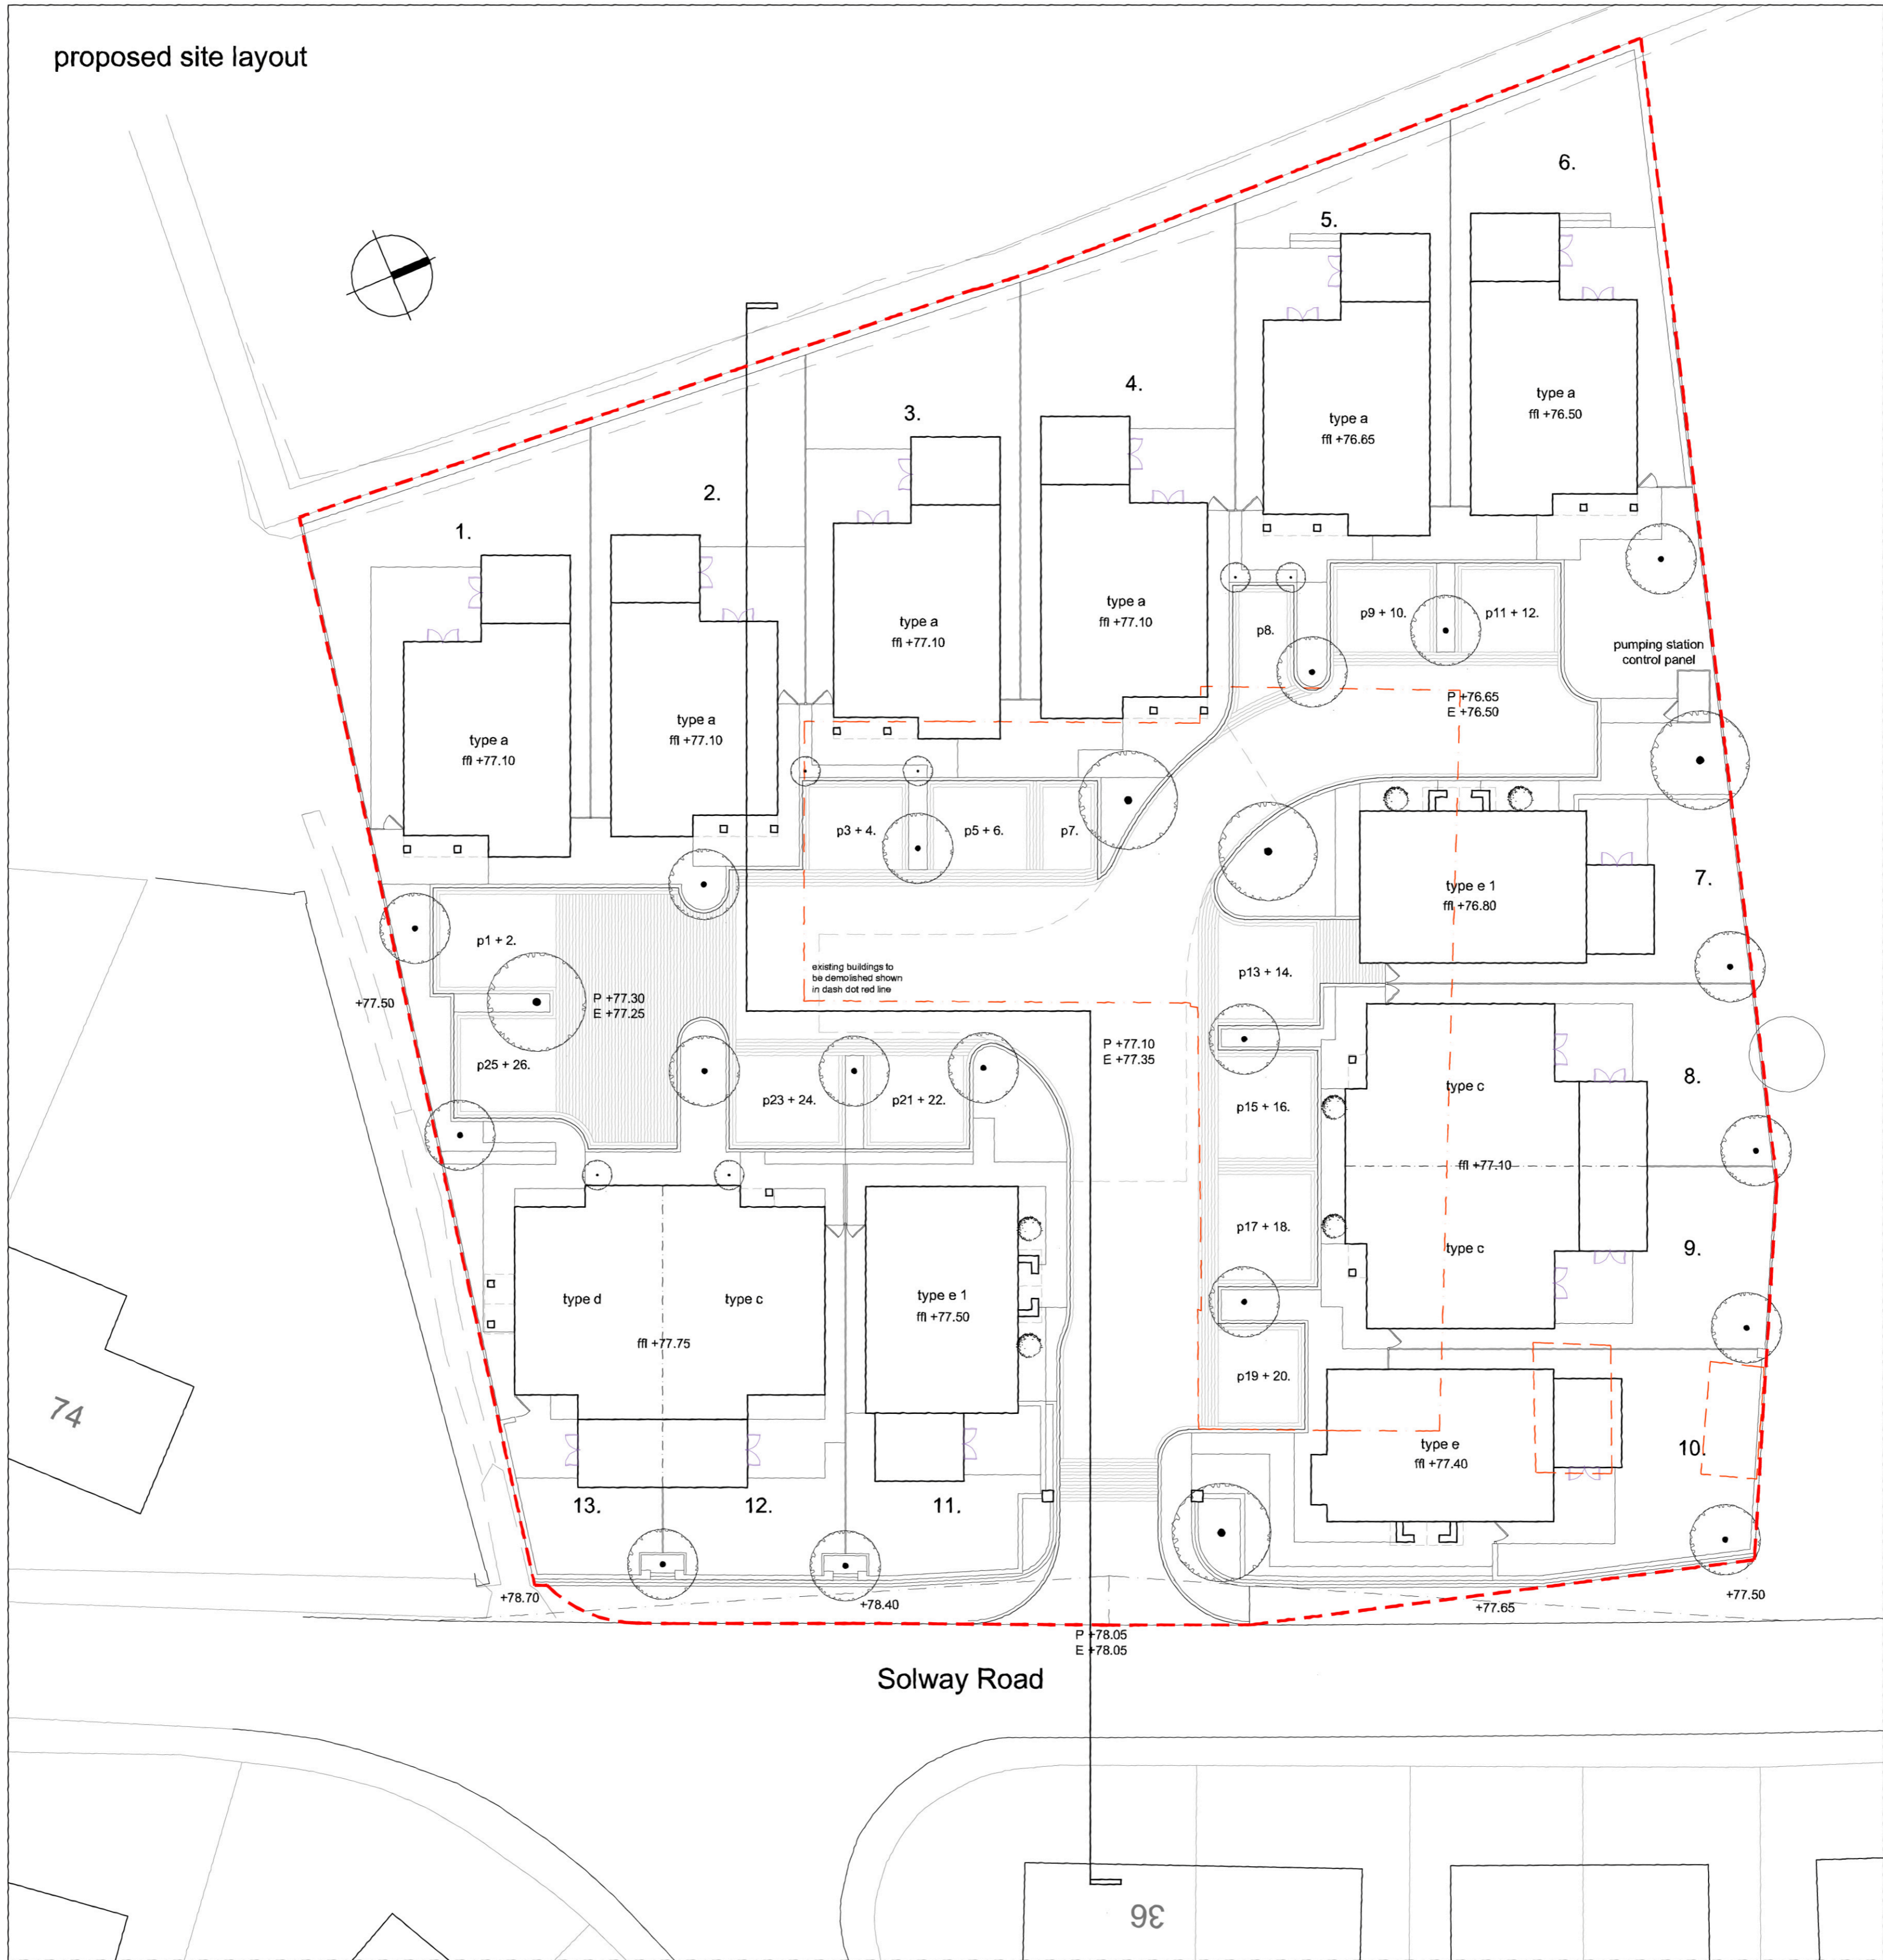 proposed site layout
6.
5.
type a
ffl +76.50
4.
type a
ffl +76.65
3.
2.
1.
type a
ffl +77.10
type a
ffl +77.10
p9 + 10.
p11 + 12.
p8.
pumping station
control panel
P +76.65
E +76.50
type a
ffl +77.10
type a
ffl +77.10
p3 + 4.
p5 + 6.
p7.
type e 1
ffl +76.80
7.
p1 + 2.
existing buildings to
be demolished shown
in dash dot red line
p13 + 14.
+77.50
P +77.30
E +77.25
P +77.10
E +77.35
p25 + 26.
p23 + 24.
p21 + 22.
p15 + 16.
type c
8.
ffl +77.10
p17 + 18.
type c
9.
type d
type c
ffl +77.75
type e 1
ffl +77.50
p19 + 20.
type e
ffl +77.40
10.
74
13.
12.
11.
+78.70
+78.40
+77.65
+77.50
P +78.05
E +78.05
Solway Road
36